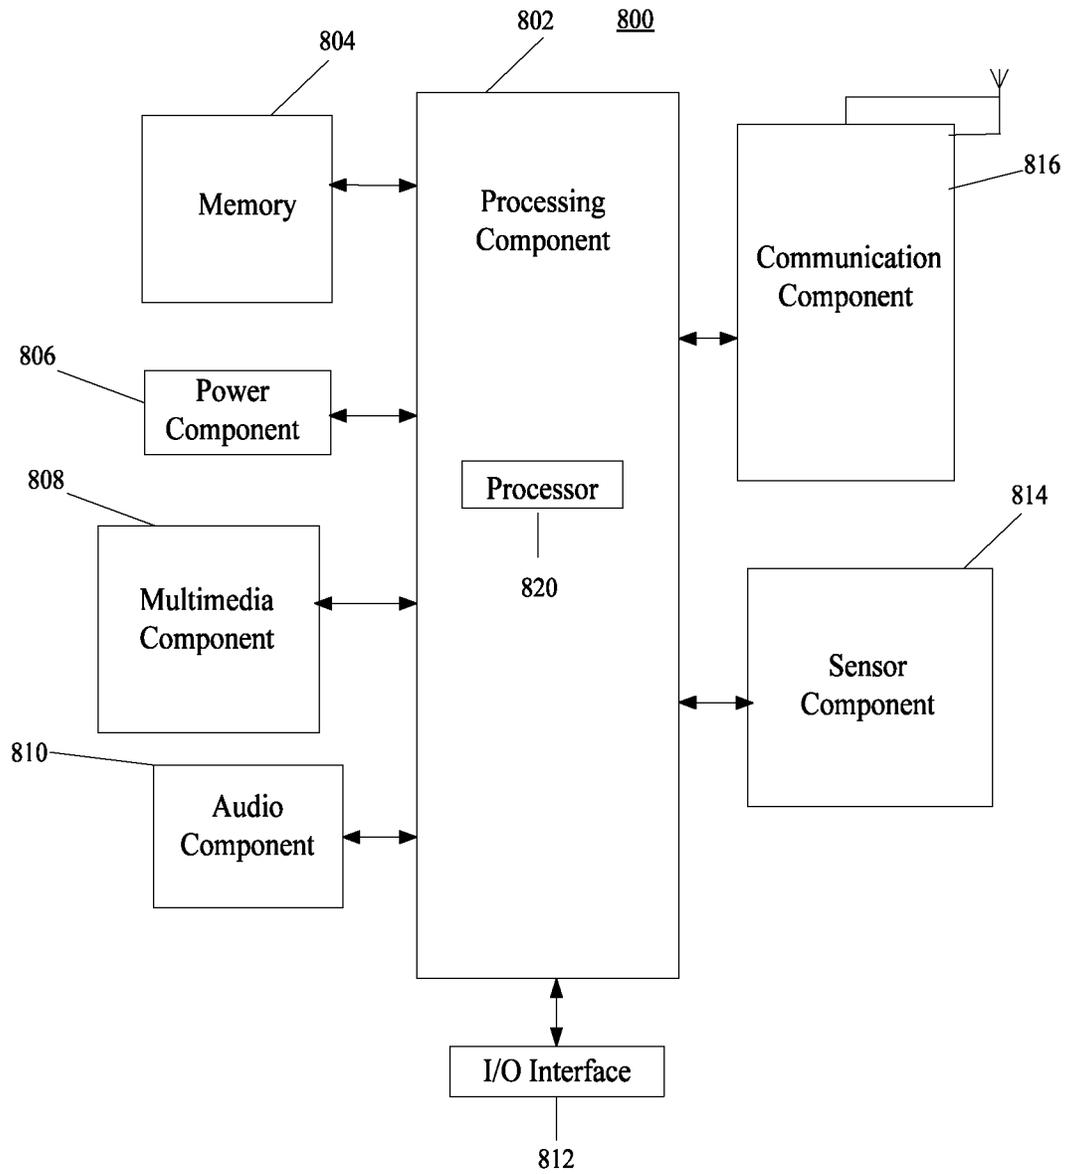 802
800
804
816
Memory
Processing
Component
Communication
Component
806
Power
Component
808
Processor
814
820
Multimedia
Component
Sensor
Component
810
Audio
Component
I/O Interface
812